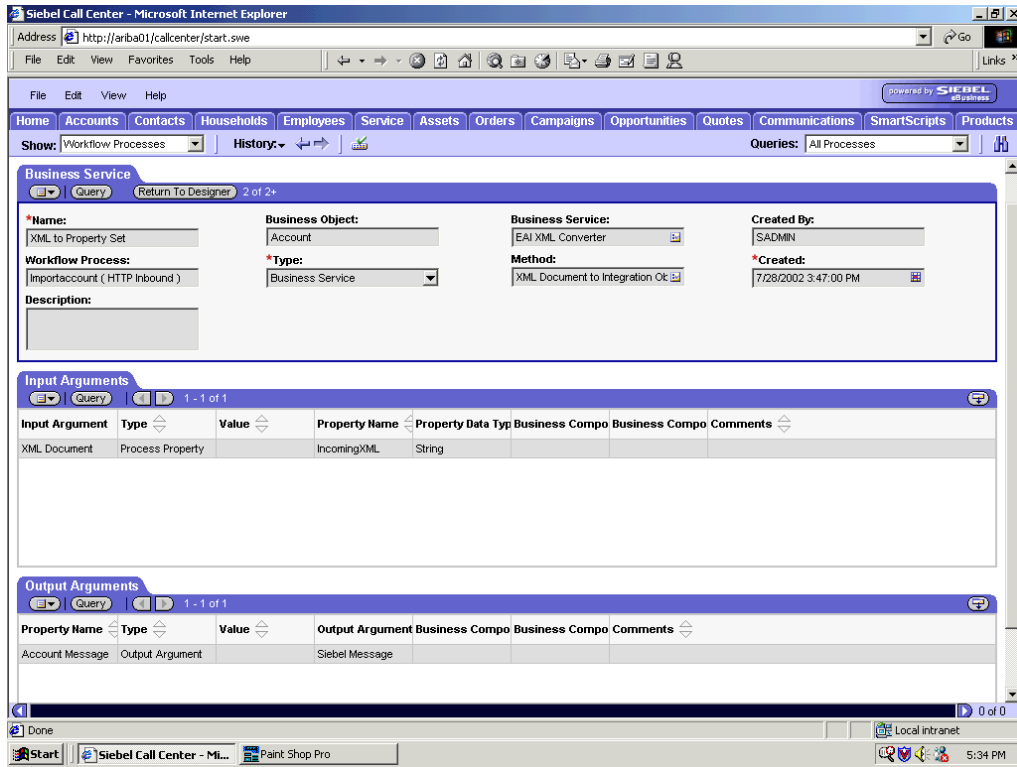 Siebel Call Center - Microsoft Internet Explorer
Address http://ariba01/callcenter/start.swe Go
File Edit View Favorites Tools Help Links »
File Edit View Help powered by SIEBEL eBusiness
Home Accounts Contacts Households Employees Service Assets Orders Campaigns Opportunities Quotes Communications SmartScripts Products
Show: Workflow Processes History: Queries: All Processes
Business Service
Query Return To Designer 2 of 2+
*Name: Business Object: Business Service: Created By:
XML to Property Set Account EAI XML Converter SADMIN
Workflow Process: *Type: Method: *Created:
Importaccount ( HTTP Inbound ) Business Service XML Document to Integration Ob 7/28/2002 3:47:00 PM
Description:
Input Arguments
Query 1 - 1 of 1
Input Argument Type Value Property Name Property Data Typ Business Compo Business Compo Comments
XML Document Process Property IncomingXML String
Output Arguments
Query 1 - 1 of 1
Property Name Type Value Output Argument Business Compo Business Compo Comments
Account Message Output Argument Siebel Message
0 of 0
Done Local intranet
Start Siebel Call Center - Mi... Paint Shop Pro 5:34 PM